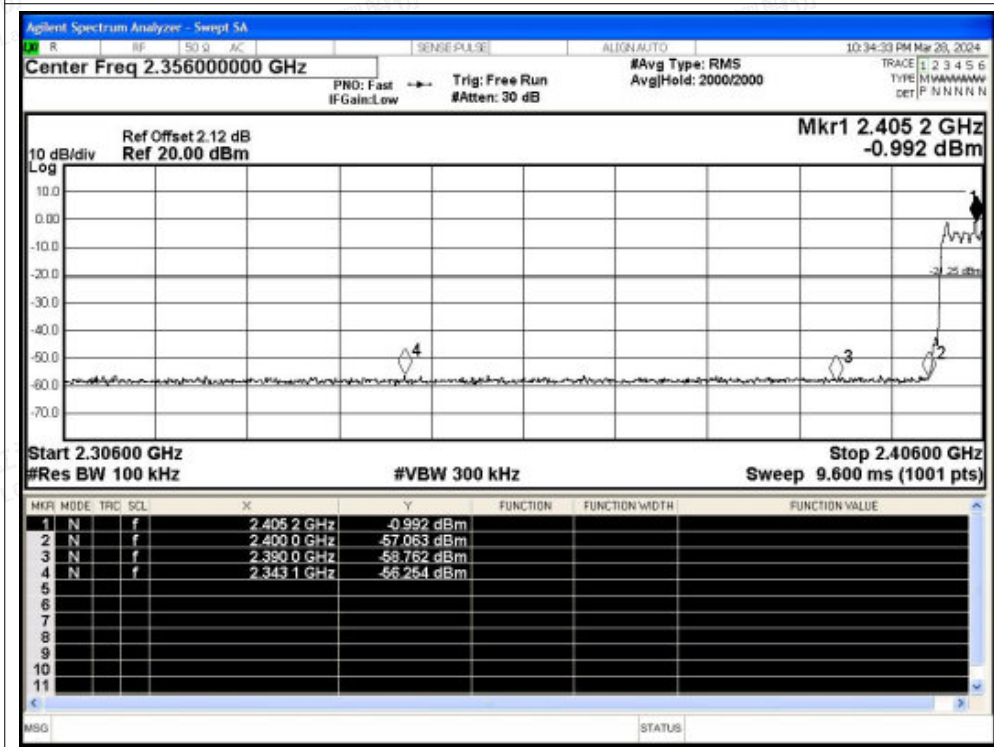 Agilent Spectrum Analyzer - Swept SA
R RF 50 Ω AC SENSE:PULSE ALIGNAUTO 10:34:33 PM Mar 28, 2024
Center Freq 2.356000000 GHz #Avg Type: RMS TRACE 1 2 3 4 5 6
PNO: Fast Trig: Free Run Avg|Hold: 2000/2000 TYPE M WWWWW
IFGain:Low #Atten: 30 dB DET P N N N N N
Mkr1 2.405 2 GHz
Ref Offset 2.12 dB
10 dB/div Ref 20.00 dBm -0.992 dBm
Log
10.0
1
0.00
-10.0
-20.0
-21.25 dBm
-30.0
-40.0
4 3 2
-50.0
-60.0
-70.0
Start 2.30600 GHz Stop 2.40600 GHz
#Res BW 100 kHz #VBW 300 kHz Sweep 9.600 ms (1001 pts)
MKR MODE TRC SCL X Y FUNCTION FUNCTION WIDTH FUNCTION VALUE
1 N f 2.405 2 GHz -0.992 dBm
2 N f 2.400 0 GHz -57.063 dBm
3 N f 2.390 0 GHz -58.762 dBm
4 N f 2.343 1 GHz -56.254 dBm
5
6
7
8
9
10
11
MSG STATUS